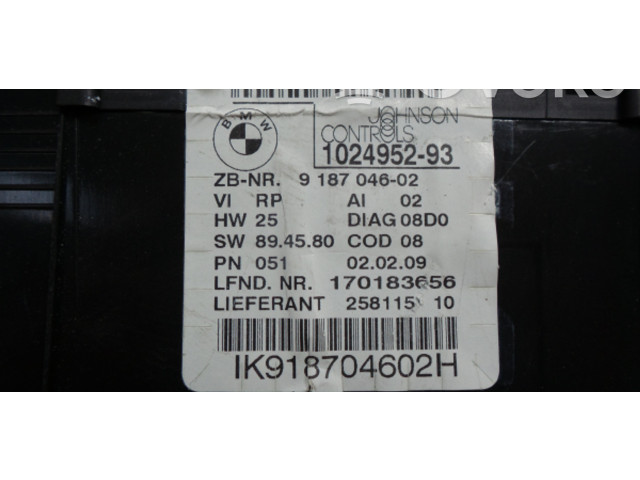 BMW
JOHNSON
CONTROLS
1024952-93
ZB-NR. 9 187 046-02
VI RP AI 02
HW 25 DIAG 08D0
SW 89.45.80 COD 08
PN 051 02.02.09
LFND. NR. 170183656
LIEFERANT 258115 10
IK918704602H